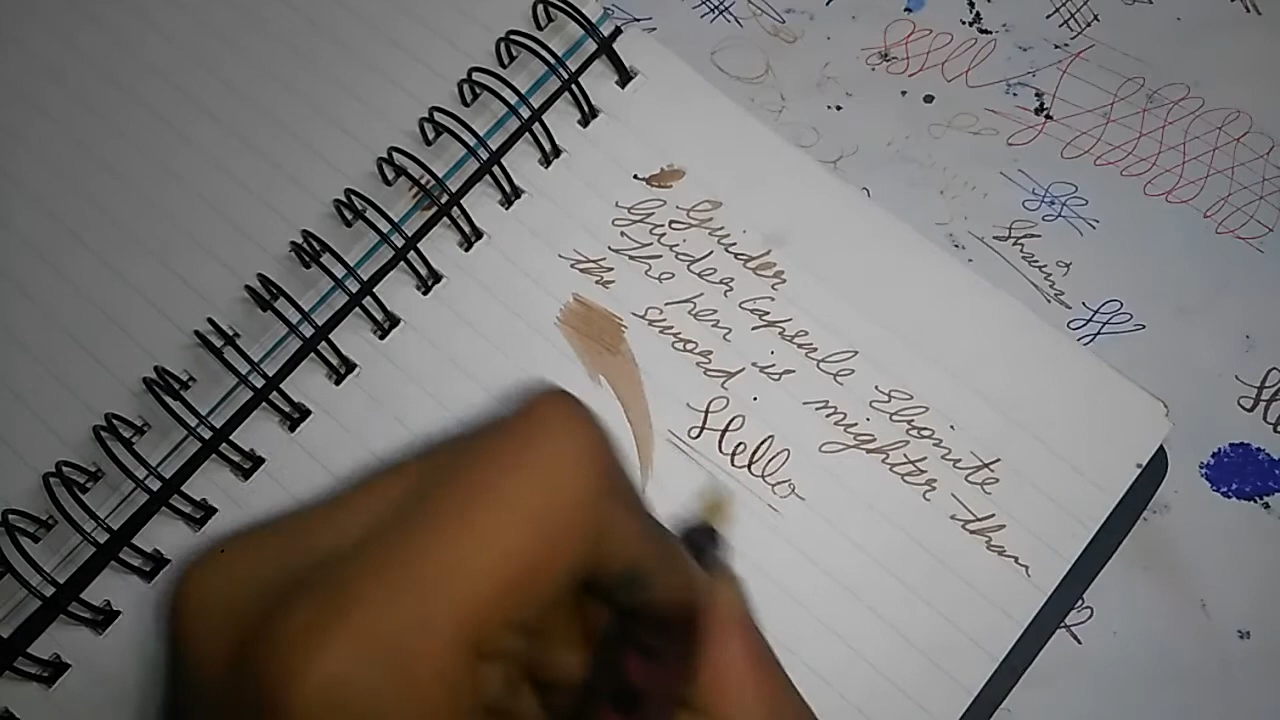 Guider
Guider Capsule Ebonite
The pen is mightier than
the sword.
Hello